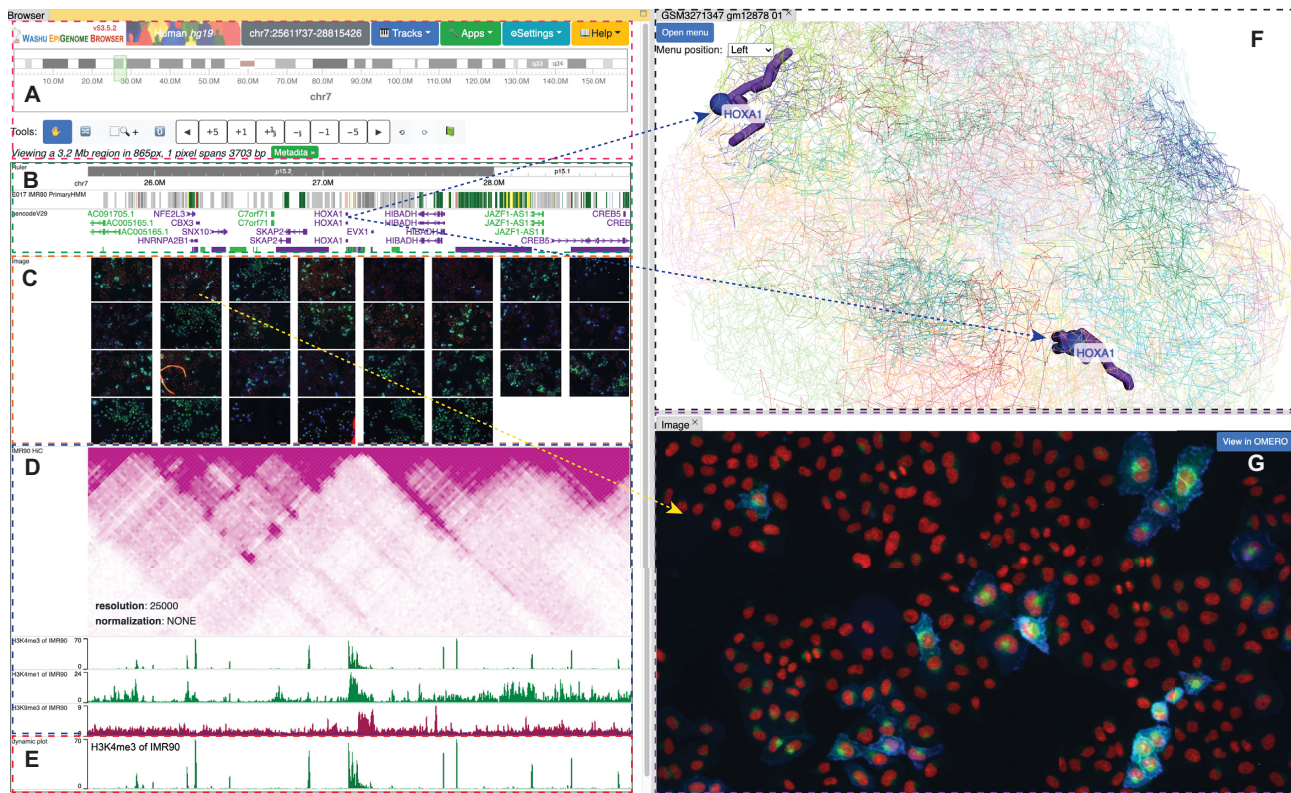 Browser
WASHU EPIGENOME BROWSER
v53.5.2
Human hg19
Tracks
Apps
Settings
Help
10.0M 20.0M 30.0M 40.0M 50.0M 60.0M 70.0M 80.0M 90.0M 100.0M 110.0M 120.0M 130.0M 140.0M 150.0M
q33 q34
A
chr7
Tools:
+5 +1 +⅓ -⅓ -1 -5
Viewing a 3.2 Mb region in 865px, 1 pixel spans 3703 bp
Metadata »
Ruler
B
p15.2 p15.1
chr7 26.0M 27.0M 28.0M
E017 IMR90 PrimaryHMM
gencodeV29
AC091705.1 NFE2L3 C7orf71 HOXA1 HIBADH JAZF1-AS1 CREB5
AC005165.1 CBX3 C7orf71 HOXA1 HIBADH JAZF1-AS1 CREB
AC005165.1 SNX10 SKAP2 EVX1 HIBADH JAZF1-AS1
HNRNPA2B1 SKAP2 HOXA1 HIBADH CREB5
Image
C
IMR90 HiC
D
resolution: 25000
normalization: NONE
H3K4me3 of IMR90 70
0
H3K4me1 of IMR90 24
0
H3K9me3 of IMR90 9
0
dynamic plot 70
E
H3K4me3 of IMR90
0
GSM3271347 gm12878 01 ×
Open menu
F
Menu position: Left
HOXA1
HOXA1
Image ×
View in OMERO
G